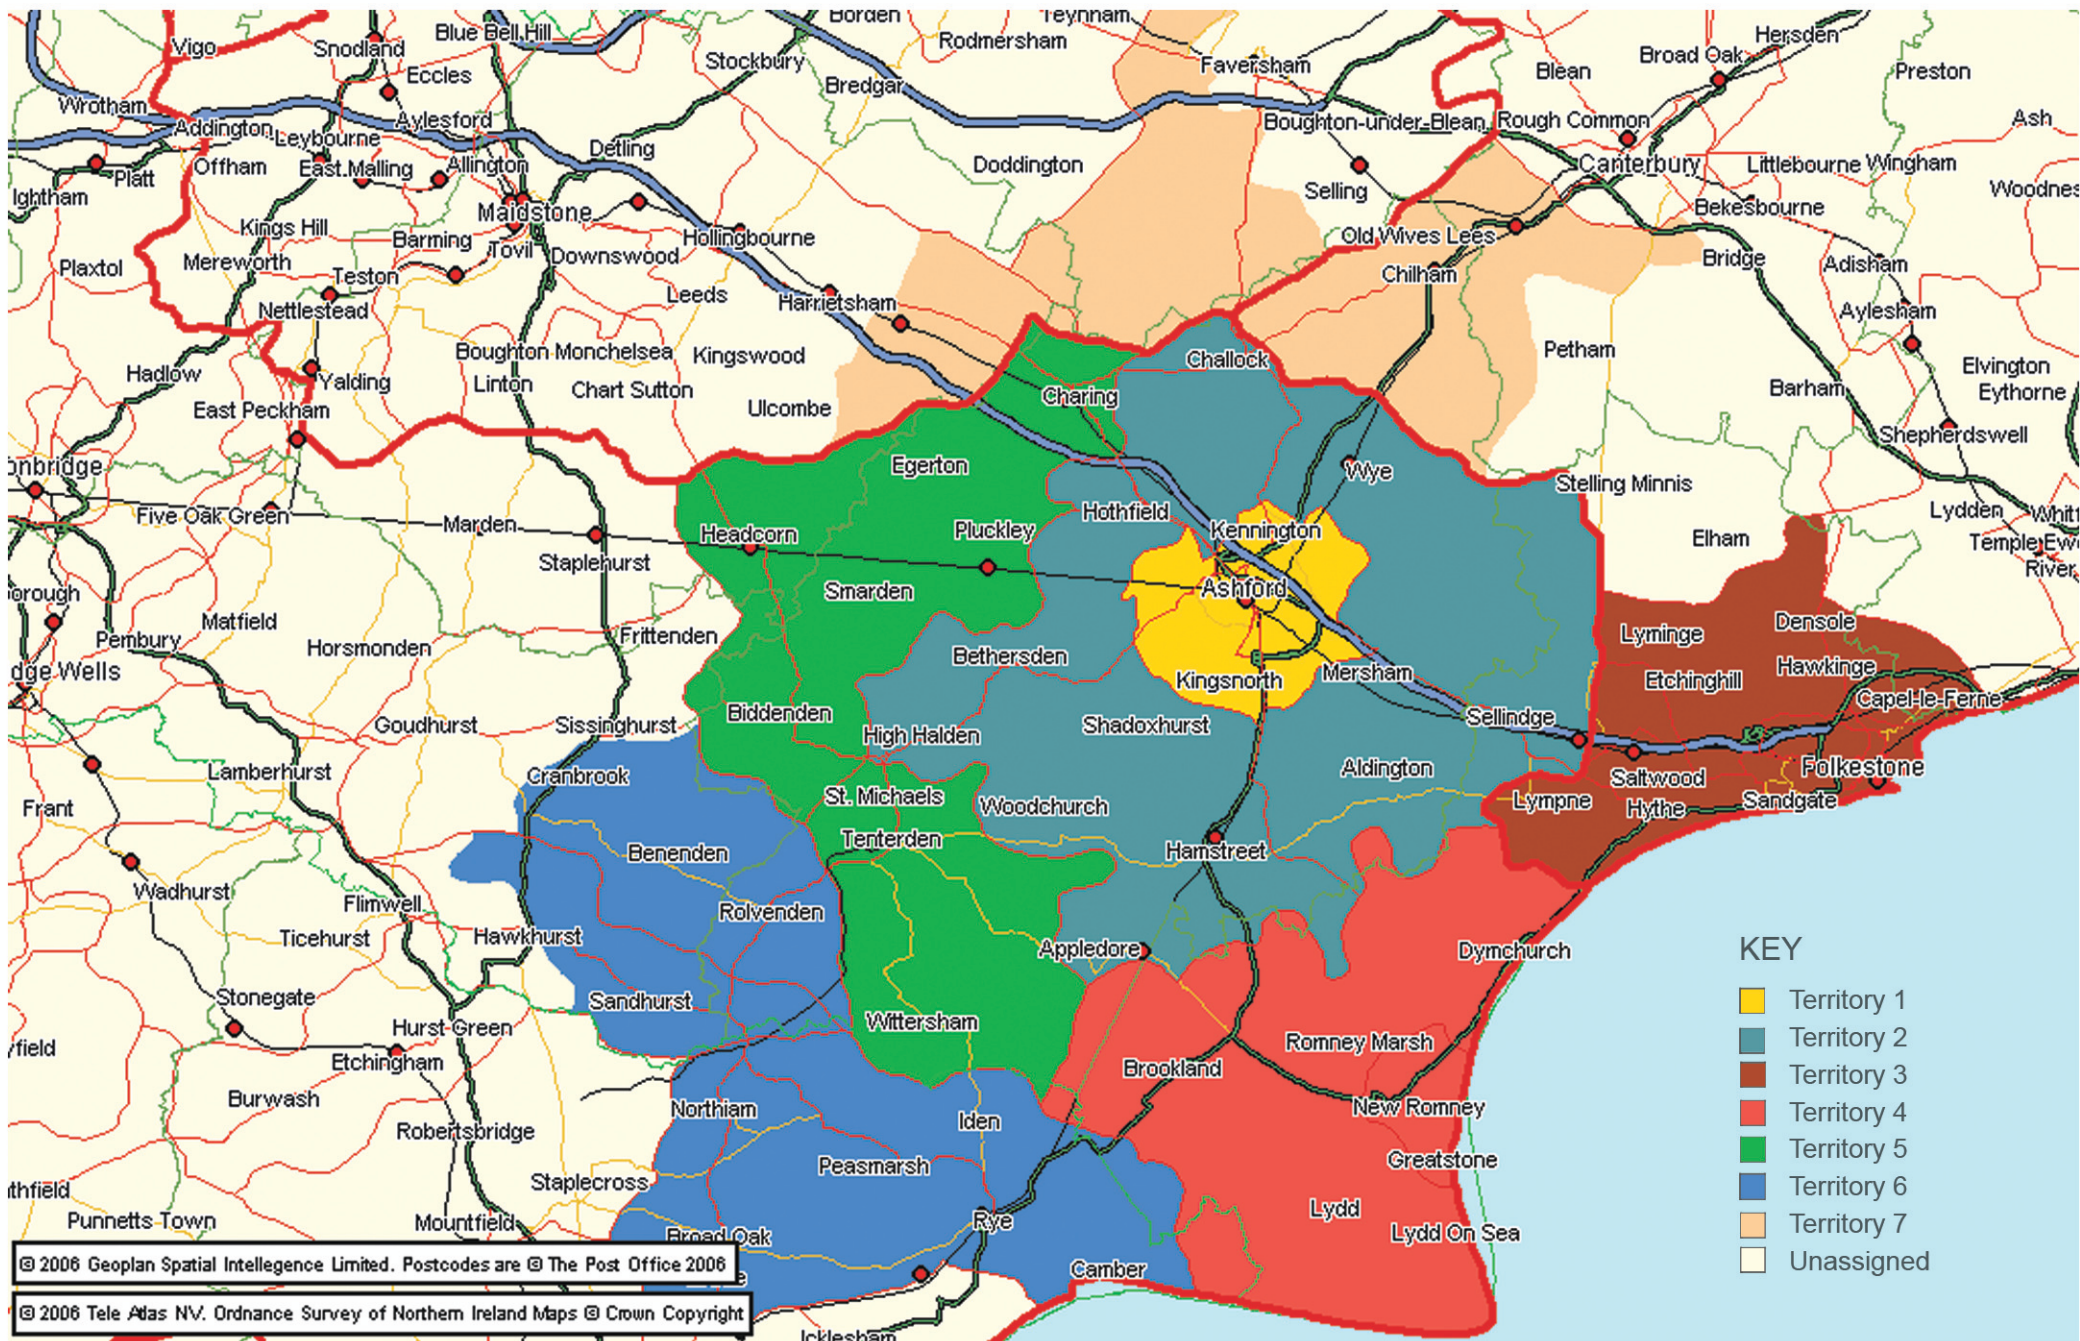 Borden
Teynham
Vigo
Snodland
Blue Bell Hill
Rodmersham
Hersden
Eccles
Stockbury
Faversham
Broad Oak
Blean
Preston
Bredgar
Wrotham
Addington
Leybourne
Aylesford
Boughton-under-Blean
Rough Common
Ash
Detling
Offham
East Malling
Allington
Doddington
Canterbury
Littlebourne
Wingham
Platt
Ightham
Selling
Woodnes
Maidstone
Bekesbourne
Kings Hill
Barming
Tovil
Downswood
Hollingbourne
Old Wives Lees
Mereworth
Plaxtol
Teston
Bridge
Adisham
Chilham
Leeds
Harrietsham
Nettlestead
Aylesham
Boughton Monchelsea
Kingswood
Challock
Petham
Hadlow
Yalding
Linton
Chart Sutton
Charing
Elvington
Barham
Eythorne
East Peckham
Ulcombe
Shepherdswell
onbridge
Egerton
Wye
Stelling Minnis
Five Oak Green
Marden
Hothfield
Lydden
Whitf
Headcorn
Pluckley
Kennington
Elham
Temple Ewe
Staplehurst
River
orough
Smarden
Ashford
Matfield
Pembury
Horsmonden
Frittenden
Bethersden
Lyminge
Densole
dge Wells
Kingsnorth
Mersham
Etchinghill
Hawkinge
Capel-le-Ferne
Goudhurst
Sissinghurst
Biddenden
High Halden
Shadoxhurst
Sellindge
Lamberhurst
Cranbrook
Aldington
Saltwood
Folkestone
Frant
St. Michaels
Woodchurch
Lympne
Hythe
Sandgate
Benenden
Tenterden
Hamstreet
Wadhurst
Flimwell
Rolvenden
Ticehurst
Hawkhurst
Appledore
Dymchurch
KEY
Stonegate
Sandhurst
Territory 1
Hurst Green
Wittersham
Territory 2
yfield
Etchingham
Brookland
Romney Marsh
Territory 3
Burwash
Northiam
Iden
New Romney
Territory 4
Robertsbridge
Territory 5
Peasmarsh
Greatstone
athfield
Staplecross
Territory 6
Punnetts Town
Mountfield
Rye
Lydd
Territory 7
Broad Oak
Lydd On Sea
Unassigned
© 2006 Geoplan Spatial Intellegence Limited. Postcodes are © The Post Office 2006
Camber
© 2006 Tele Atlas NV. Ordnance Survey of Northern Ireland Maps © Crown Copyright
Icklesham